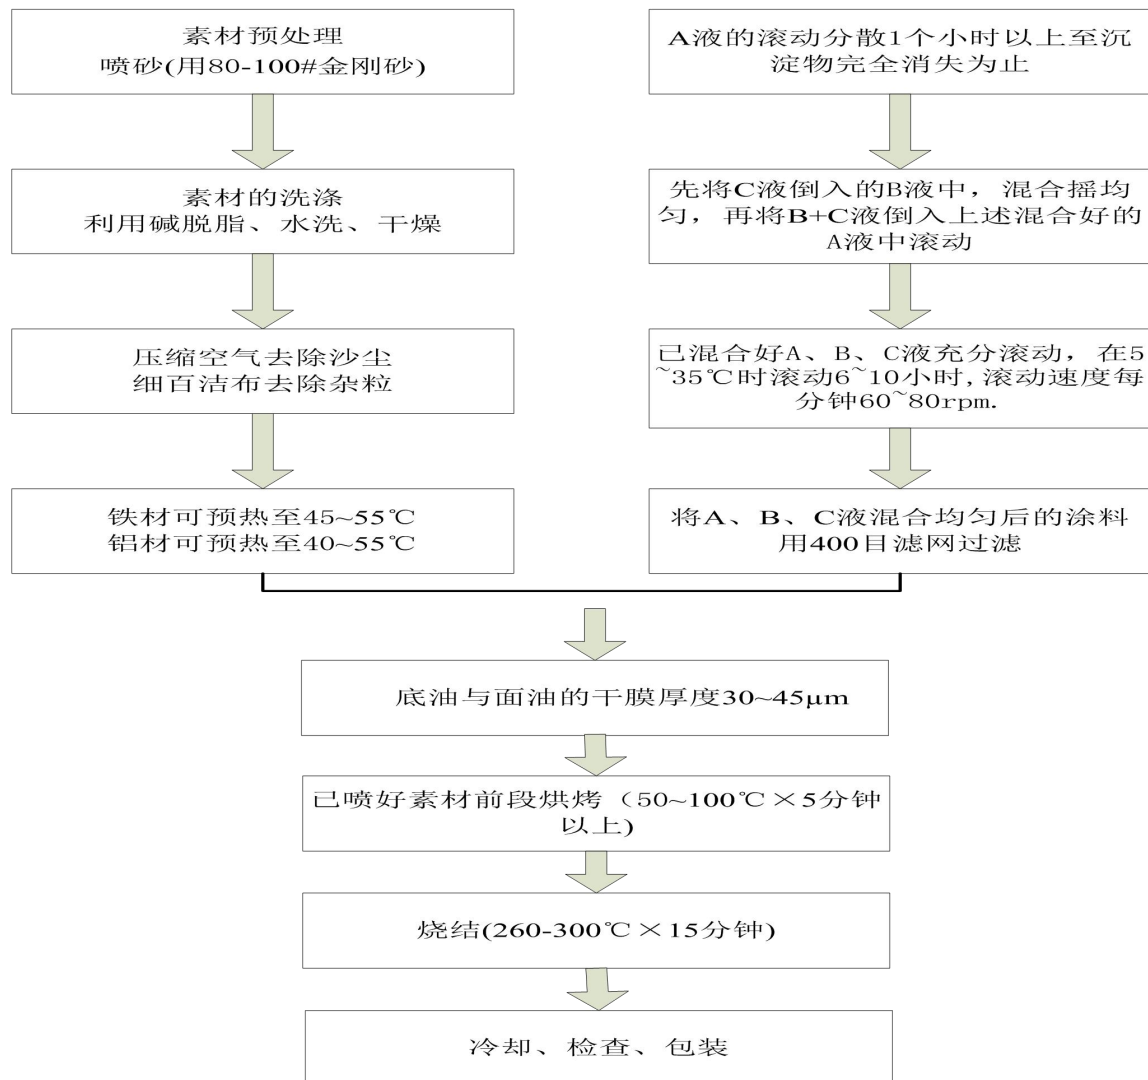 素材预处理
喷砂(用80-100#金刚砂)
素材的洗涤
利用碱脱脂、水洗、干燥
压缩空气去除沙尘
细百洁布去除杂粒
铁材可预热至45~55℃
铝材可预热至40~55℃
A液的滚动分散1个小时以上至沉
淀物完全消失为止
先将C液倒入的B液中，混合摇均
匀，再将B+C液倒入上述混合好的
A液中滚动
已混合好A、B、C液充分滚动，在5
~35℃时滚动6~10小时,滚动速度每
分钟60~80rpm.
将A、B、C液混合均匀后的涂料
用400目滤网过滤
底油与面油的干膜厚度30~45μm
已喷好素材前段烘烤（50~100℃×5分钟
以上)
烧结(260-300℃×15分钟)
冷却、检查、包装